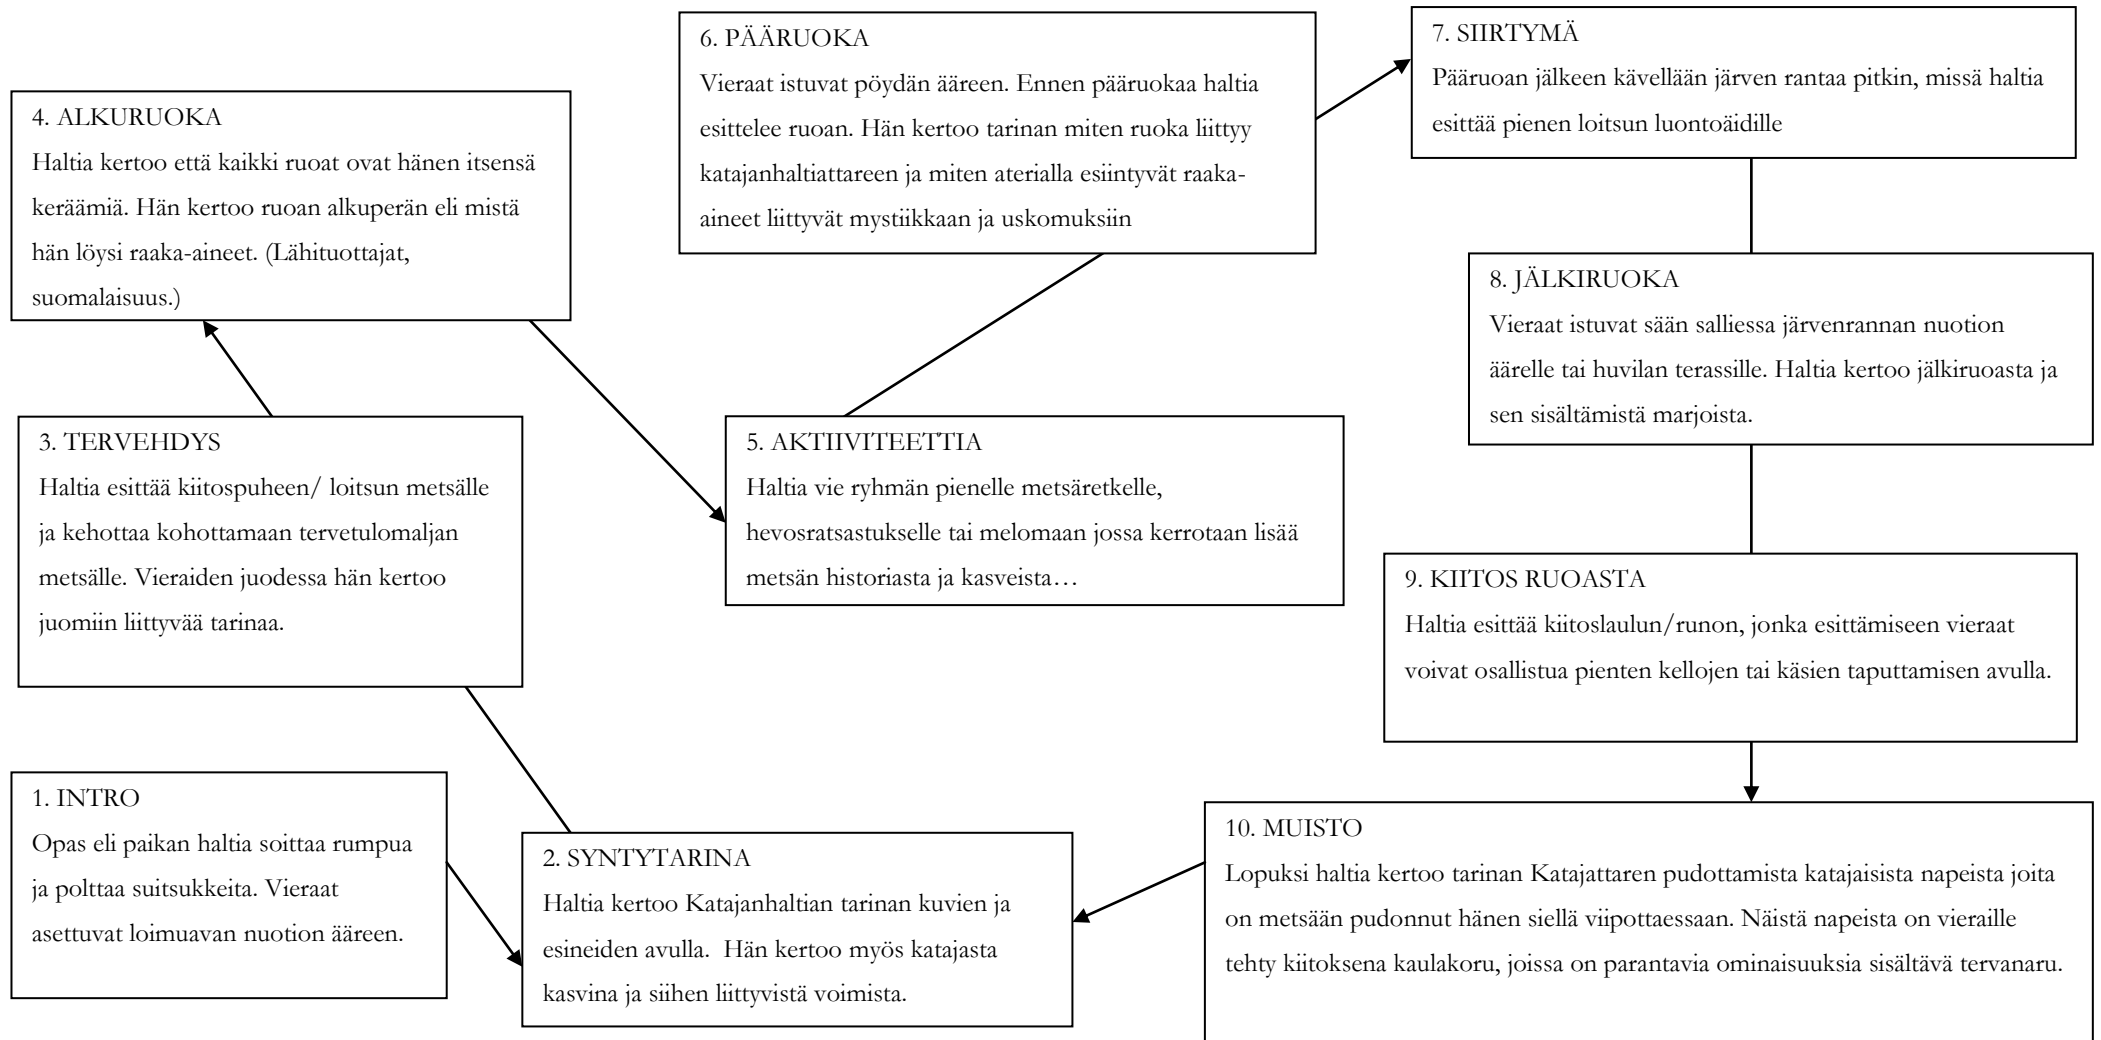 1. INTRO
Opas eli paikan haltia soittaa rumpua
ja polttaa suitsukkeita. Vieraat
asettuvat loimuavan nuotion ääreen.
2. SYNTYTARINA
Haltia kertoo Katajanhaltian tarinan kuvien ja
esineiden avulla.  Hän kertoo myös katajasta
kasvina ja siihen liittyvistä voimista.
3. TERVEHDYS
Haltia esittää kiitospuheen/ loitsun metsälle
ja kehottaa kohottamaan tervetulomaljan
metsälle. Vieraiden juodessa hän kertoo
juomiin liittyvää tarinaa.
4. ALKURUOKA
Haltia kertoo että kaikki ruoat ovat hänen itsensä
keräämiä. Hän kertoo ruoan alkuperän eli mistä
hän löysi raaka-aineet. (Lähituottajat,
suomalaisuus.)
5. AKTIIVITEETTIA
Haltia vie ryhmän pienelle metsäretkelle,
hevosratsastukselle tai melomaan jossa kerrotaan lisää
metsän historiasta ja kasveista…
6. PÄÄRUOKA
Vieraat istuvat pöydän ääreen. Ennen pääruokaa haltia
esittelee ruoan. Hän kertoo tarinan miten ruoka liittyy
katajanhaltiattareen ja miten aterialla esiintyvät raaka-
aineet liittyvät mystiikkaan ja uskomuksiin
7. SIIRTYMÄ
Pääruoan jälkeen kävellään järven rantaa pitkin, missä haltia
esittää pienen loitsun luontoäidille
8. JÄLKIRUOKA
Vieraat istuvat sään salliessa järvenrannan nuotion
äärelle tai huvilan terassille. Haltia kertoo jälkiruoasta ja
sen sisältämistä marjoista.
9. KIITOS RUOASTA
Haltia esittää kiitoslaulun/runon, jonka esittämiseen vieraat
voivat osallistua pienten kellojen tai käsien taputtamisen avulla.
10. MUISTO
Lopuksi haltia kertoo tarinan Katajattaren pudottamista katajaisista napeista joita
on metsään pudonnut hänen siellä viipottaessaan. Näistä napeista on vieraille
tehty kiitoksena kaulakoru, joissa on parantavia ominaisuuksia sisältävä tervanaru.